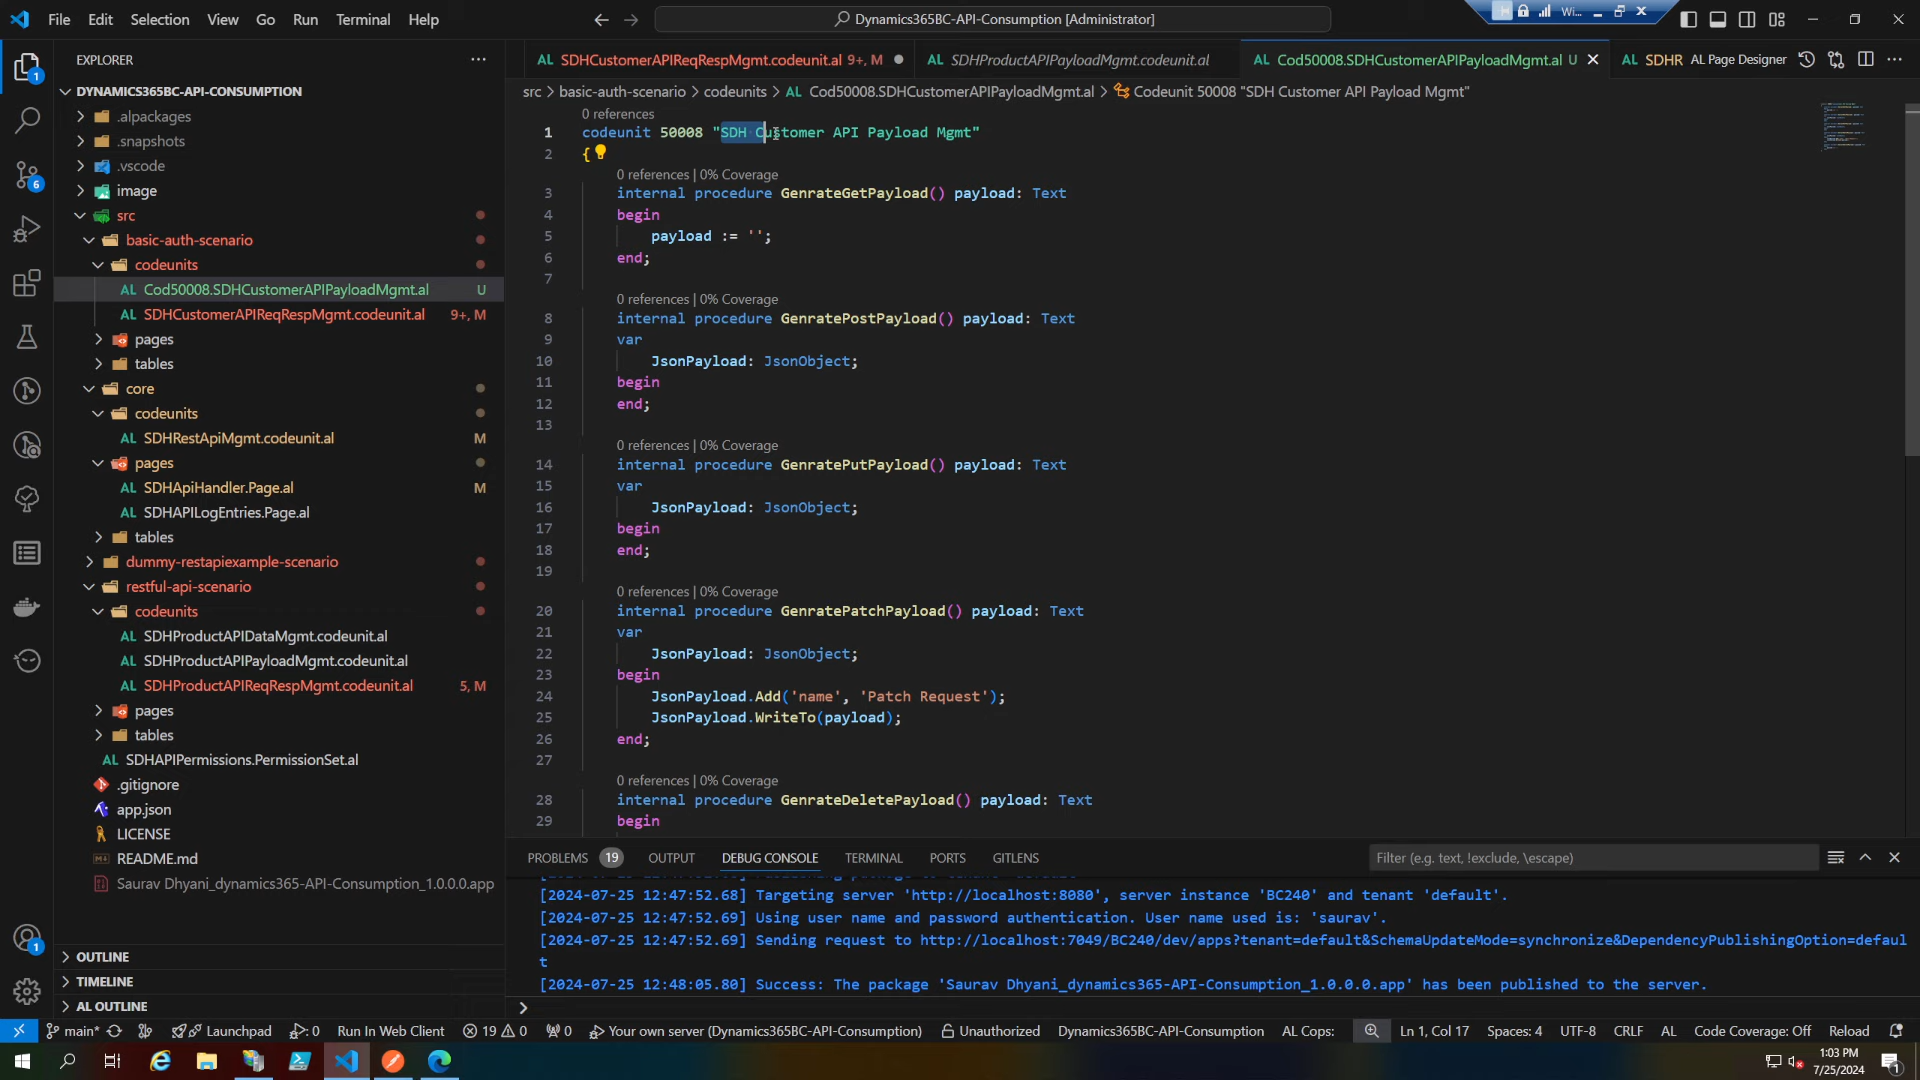 File Edit Selection View Go Run Terminal Help
Dynamics365BC-API-Consumption [Administrator]
Wi...
EXPLORER
SDHCustomerAPIReqRespMgmt.codeunit.al 9+, M
AL SDHProductAPIPayloadMgmt.codeunit.al
AL Cod50008.SDHCustomerAPIPayloadMgmt.al U
AL SDHR
AL Page Designer
DYNAMICS365BC-API-CONSUMPTION
.alpackages
.snapshots
.vscode
image
src
basic-auth-scenario
codeunits
AL Cod50008.SDHCustomerAPIPayloadMgmt.al U
AL SDHCustomerAPIReqRespMgmt.codeunit.al 9+, M
pages
tables
core
codeunits
AL SDHRestApiMgmt.codeunit.al M
pages
AL SDHApiHandler.Page.al M
AL SDHAPILogEntries.Page.al
tables
dummy-restapiexample-scenario
restful-api-scenario
codeunits
AL SDHProductAPIDataMgmt.codeunit.al
AL SDHProductAPIPayloadMgmt.codeunit.al
AL SDHProductAPIReqRespMgmt.codeunit.al 5, M
pages
tables
AL SDHAPIPermissions.PermissionSet.al
.gitignore
app.json
LICENSE
README.md
Saurav Dhyani_dynamics365-API-Consumption_1.0.0.0.app
OUTLINE
TIMELINE
AL OUTLINE
src > basic-auth-scenario > codeunits > AL Cod50008.SDHCustomerAPIPayloadMgmt.al > Codeunit 50008 "SDH Customer API Payload Mgmt"
0 references
1 codeunit 50008 "SDH Customer API Payload Mgmt"
2 {
0 references | 0% Coverage
3 internal procedure GenrateGetPayload() payload: Text
4 begin
5 payload := '';
6 end;
7
0 references | 0% Coverage
8 internal procedure GenratePostPayload() payload: Text
9 var
10 JsonPayload: JsonObject;
11 begin
12 end;
13
0 references | 0% Coverage
14 internal procedure GenratePutPayload() payload: Text
15 var
16 JsonPayload: JsonObject;
17 begin
18 end;
19
0 references | 0% Coverage
20 internal procedure GenratePatchPayload() payload: Text
21 var
22 JsonPayload: JsonObject;
23 begin
24 JsonPayload.Add('name', 'Patch Request');
25 JsonPayload.WriteTo(payload);
26 end;
27
0 references | 0% Coverage
28 internal procedure GenrateDeletePayload() payload: Text
29 begin
PROBLEMS 19 OUTPUT DEBUG CONSOLE TERMINAL PORTS GITLENS
Filter (e.g. text, !exclude, \escape)
[2024-07-25 12:47:52.68] Targeting server 'http://localhost:8080', server instance 'BC240' and tenant 'default'.
[2024-07-25 12:47:52.69] Using user name and password authentication. User name used is: 'saurav'.
[2024-07-25 12:47:52.69] Sending request to http://localhost:7049/BC240/dev/apps?tenant=default&SchemaUpdateMode=synchronize&DependencyPublishingOption=defaul
t
[2024-07-25 12:48:05.80] Success: The package 'Saurav Dhyani_dynamics365-API-Consumption_1.0.0.0.app' has been published to the server.
main* Launchpad 0 Run In Web Client 19 0 0 Your own server (Dynamics365BC-API-Consumption) Unauthorized Dynamics365BC-API-Consumption AL Cops: Ln 1, Col 17 Spaces: 4 UTF-8 CRLF AL Code Coverage: Off Reload
1:03 PM
7/25/2024